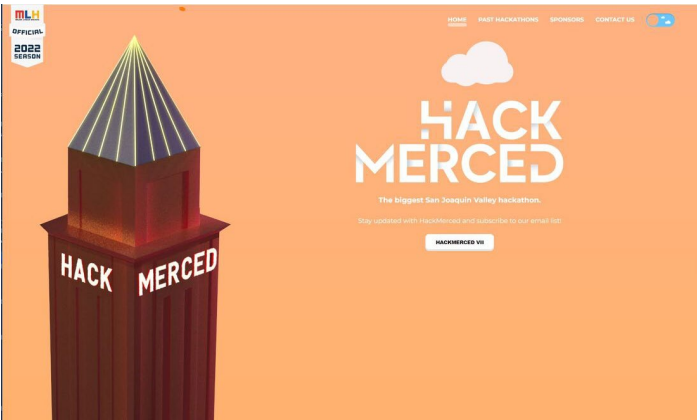 MLH
OFFICIAL
2022
SEASON
HOME PAST HACKATHONS SPONSORS CONTACT US
HACK
MERCED
The biggest San Joaquin Valley hackathon.
Stay updated with HackMerced and subscribe to our email list!
HACKMERCED VII
HACK MERCED